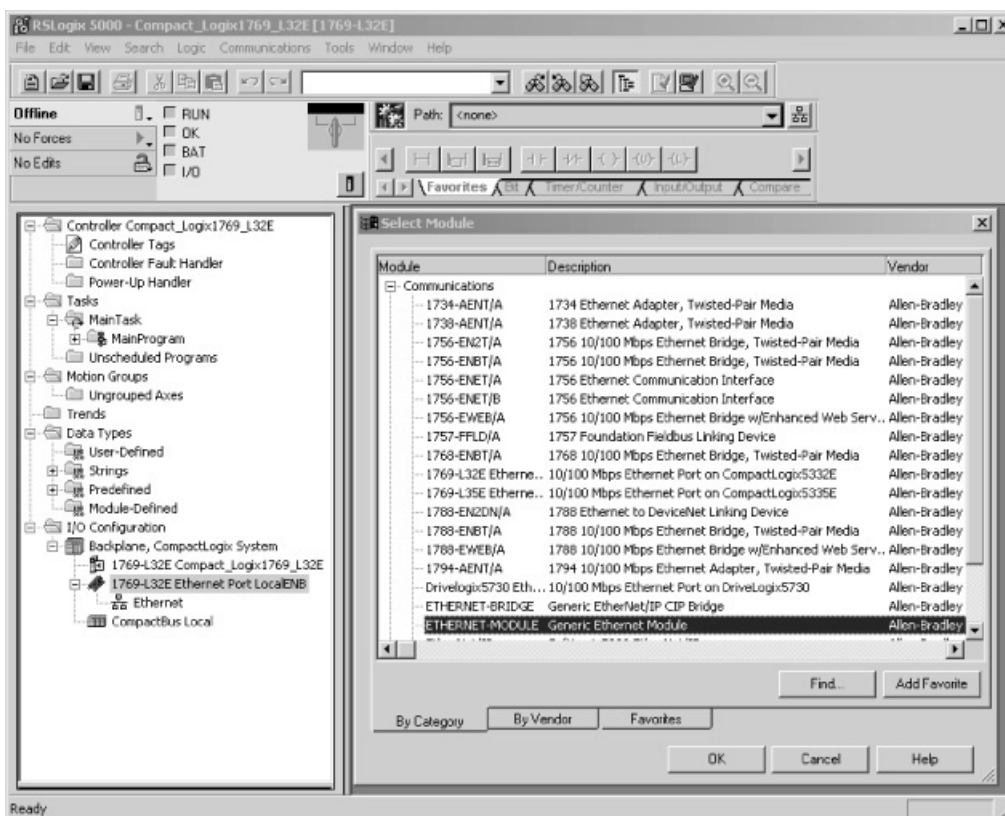 RSLogix 5000 - Compact_Logix1769_L32E [1769-L32E]
File Edit View Search Logic Communications Tools Window Help
Offline
RUN
No Forces
OK
No Edits
BAT
I/O
Path: <none>
Favorites Bit Timer/Counter Input/Output Compare
Controller Compact_Logix1769_L32E
Controller Tags
Controller Fault Handler
Power-Up Handler
Tasks
MainTask
MainProgram
Unscheduled Programs
Motion Groups
Ungrouped Axes
Trends
Data Types
User-Defined
Strings
Predefined
Module-Defined
I/O Configuration
Backplane, CompactLogix System
1769-L32E Compact_Logix1769_L32E
1769-L32E Ethernet Port LocalENB
Ethernet
CompactBus Local
Select Module
Module Description Vendor
Communications
1734-AENT/A 1734 Ethernet Adapter, Twisted-Pair Media Allen-Bradley
1738-AENT/A 1738 Ethernet Adapter, Twisted-Pair Media Allen-Bradley
1756-EN2T/A 1756 10/100 Mbps Ethernet Bridge, Twisted-Pair Media Allen-Bradley
1756-ENBT/A 1756 10/100 Mbps Ethernet Bridge, Twisted-Pair Media Allen-Bradley
1756-ENET/A 1756 Ethernet Communication Interface Allen-Bradley
1756-ENET/B 1756 Ethernet Communication Interface Allen-Bradley
1756-EWEB/A 1756 10/100 Mbps Ethernet Bridge w/Enhanced Web Serv... Allen-Bradley
1757-FFLD/A 1757 Foundation Fieldbus Linking Device Allen-Bradley
1768-ENBT/A 1768 10/100 Mbps Ethernet Bridge, Twisted-Pair Media Allen-Bradley
1769-L32E Etherne... 10/100 Mbps Ethernet Port on CompactLogix5332E Allen-Bradley
1769-L35E Etherne... 10/100 Mbps Ethernet Port on CompactLogix5335E Allen-Bradley
1788-EN2DN/A 1788 Ethernet to DeviceNet Linking Device Allen-Bradley
1788-ENBT/A 1788 10/100 Mbps Ethernet Bridge, Twisted-Pair Media Allen-Bradley
1788-EWEB/A 1788 10/100 Mbps Ethernet Bridge w/Enhanced Web Serv... Allen-Bradley
1794-AENT/A 1794 10/100 Mbps Ethernet Adapter, Twisted-Pair Media Allen-Bradley
Drivelogix5730 Eth... 10/100 Mbps Ethernet Port on DriveLogix5730 Allen-Bradley
ETHERNET-BRIDGE Generic EtherNet/IP CIP Bridge Allen-Bradley
ETHERNET-MODULE Generic Ethernet Module Allen-Bradley
Find... Add Favorite
By Category By Vendor Favorites
OK Cancel Help
Ready